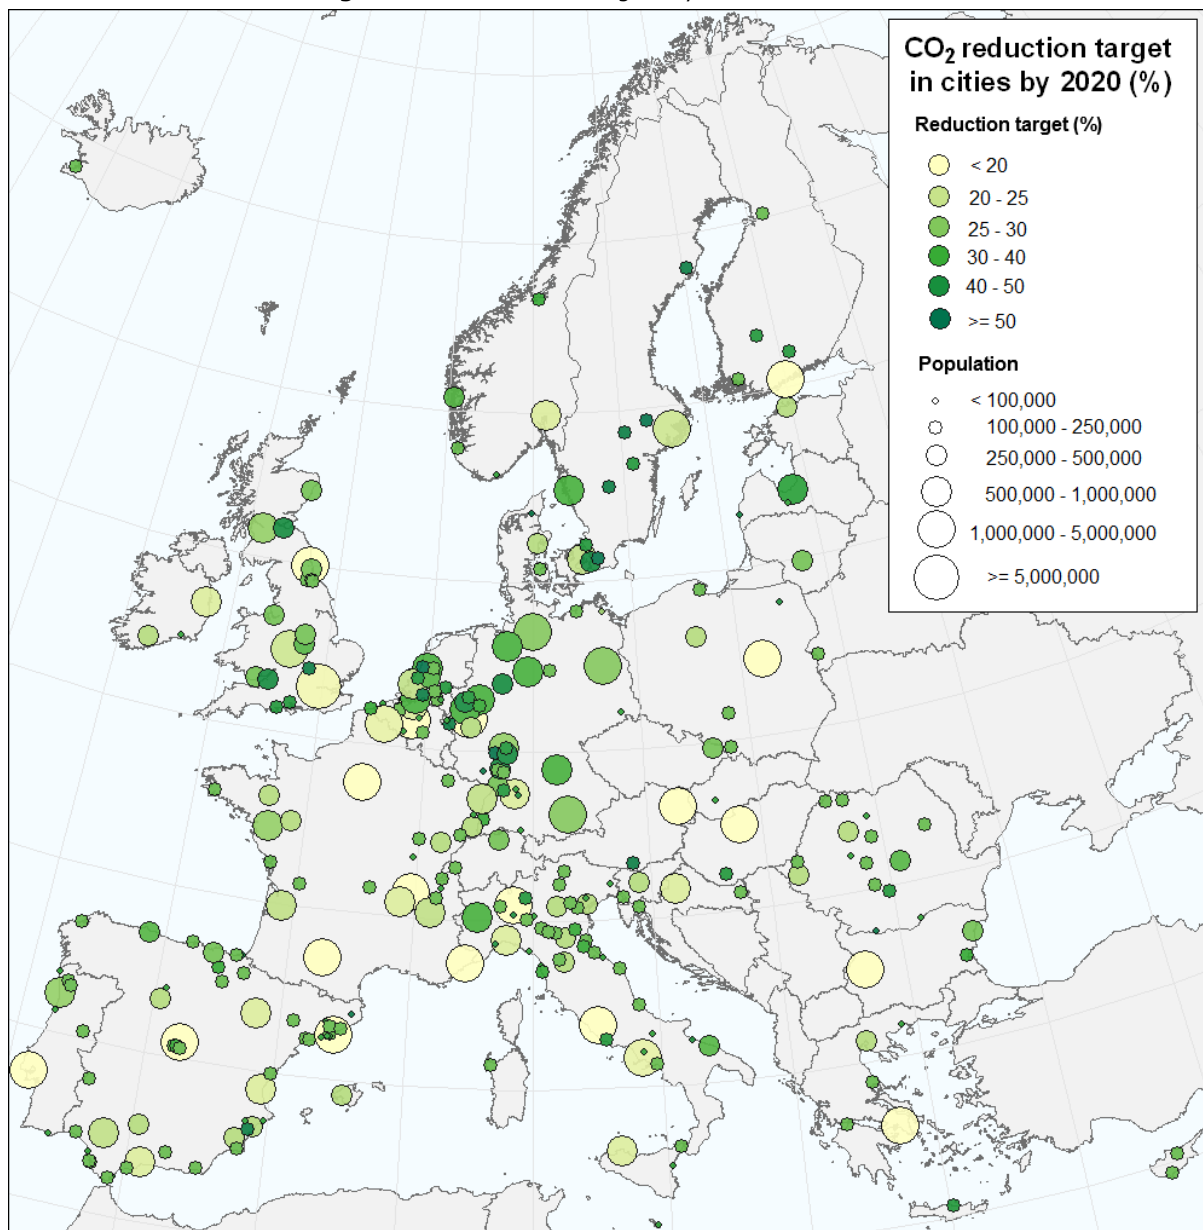 CO₂ reduction target
in cities by 2020 (%)
Reduction target (%)
< 20
20 - 25
25 - 30
30 - 40
40 - 50
>= 50
Population
< 100,000
100,000 - 250,000
250,000 - 500,000
500,000 - 1,000,000
1,000,000 - 5,000,000
>= 5,000,000